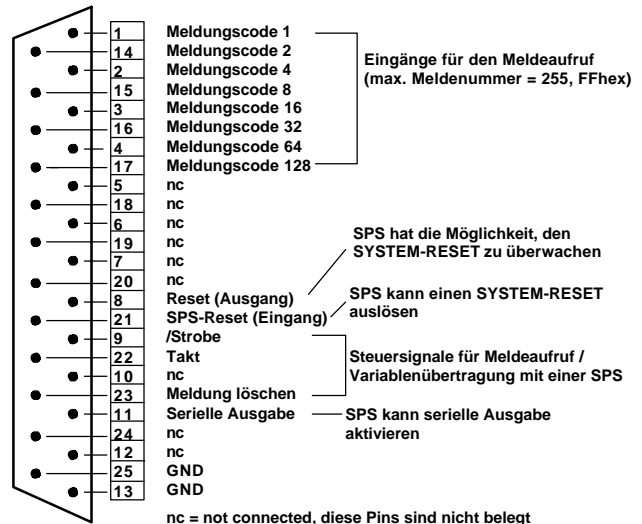 1 Meldungscode 1
14 Meldungscode 2
2 Meldungscode 4
15 Meldungscode 8
3 Meldungscode 16
16 Meldungscode 32
4 Meldungscode 64
17 Meldungscode 128
Eingänge für den Meldeaufruf
(max. Meldenummer = 255, FFhex)
5 nc
18 nc
6 nc
19 nc
7 nc
20 nc
8 Reset (Ausgang)
SPS hat die Möglichkeit, den
SYSTEM-RESET zu überwachen
21 SPS-Reset (Eingang)
SPS kann einen SYSTEM-RESET
auslösen
9 /Strobe
22 Takt
10 nc
23 Meldung löschen
Steuersignale für Meldeaufruf /
Variablenübertragung mit einer SPS
11 Serielle Ausgabe
SPS kann serielle Ausgabe
aktivieren
24 nc
12 nc
25 GND
13 GND
nc = not connected, diese Pins sind nicht belegt